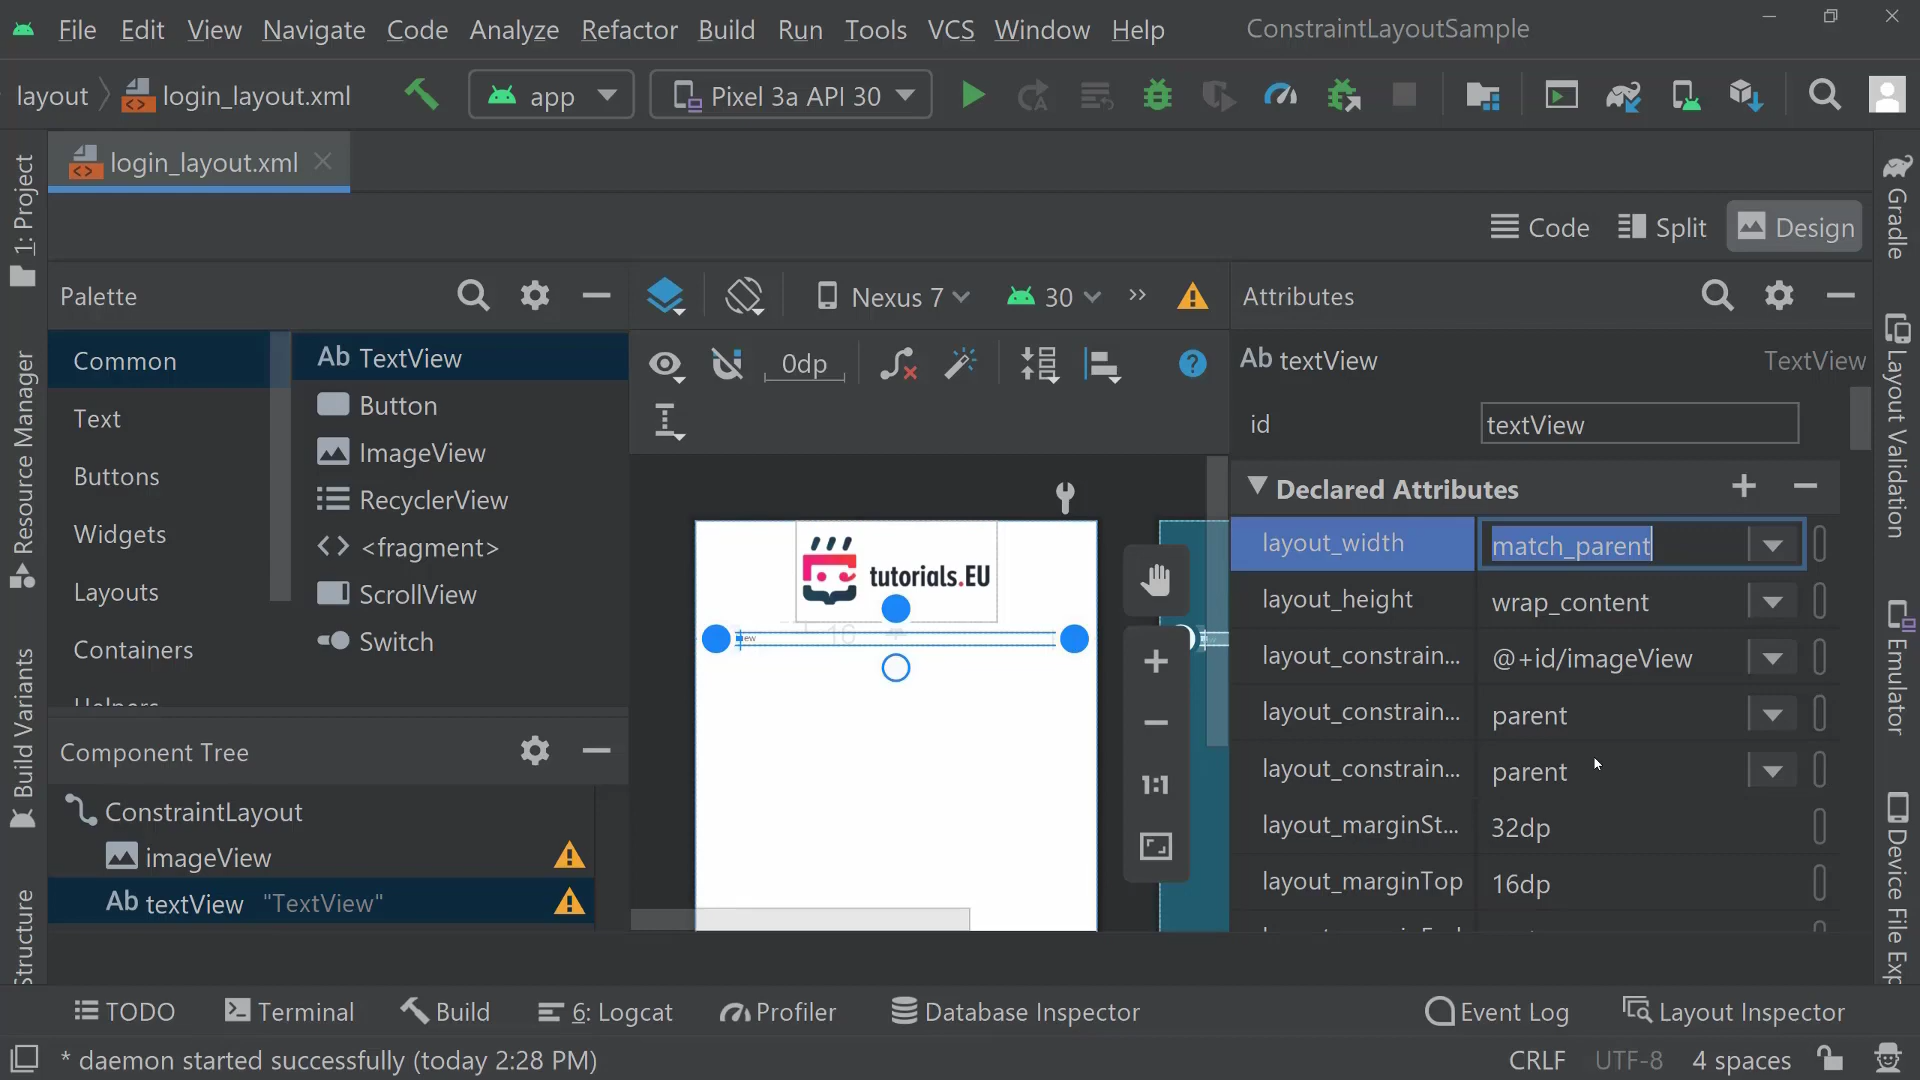 File Edit View Navigate Code Analyze Refactor Build Run Tools VCS Window Help ConstraintLayoutSample
layout login_layout.xml app Pixel 3a API 30
login_layout.xml
Code Split Design
Palette
Nexus 7 30 »
Attributes
Common
Text
Buttons
Widgets
Layouts
Containers
Helpers
Ab TextView
Button
ImageView
RecyclerView
<fragment>
ScrollView
Switch
0dp
tutorials.EU
16
1:1
Ab textView TextView
id textView
Declared Attributes
layout_width match_parent
layout_height wrap_content
layout_constrain... @+id/imageView
layout_constrain... parent
layout_constrain... parent
layout_marginSt... 32dp
layout_marginTop 16dp
Component Tree
ConstraintLayout
imageView
Ab textView "TextView"
1: Project
Resource Manager
Build Variants
Structure
Gradle
Layout Validation
Emulator
Device File Exp
TODO Terminal Build 6: Logcat Profiler Database Inspector Event Log Layout Inspector
* daemon started successfully (today 2:28 PM) CRLF UTF-8 4 spaces